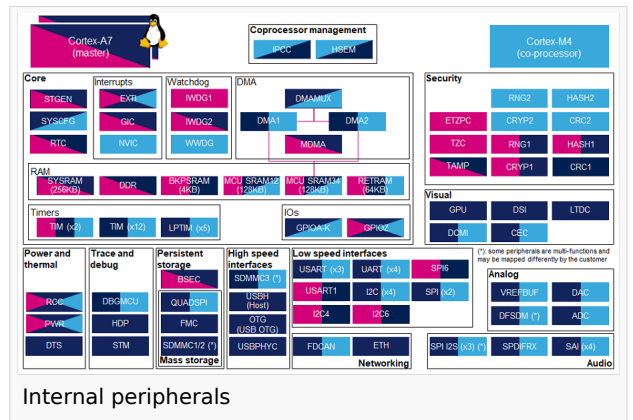 Cortex-A7
(master)
Coprocessor management
IPCC
HSEM
Cortex-M4
(co-processor)
Core
STGEN
SYSCFG
RTC
Interrupts
EXTI
GIC
NVIC
Watchdog
IWDG1
IWDG2
WWDG
DMA
DMAMUX
DMA1
DMA2
MDMA
Security
RNG2
HASH2
ETZPC
CRYP2
CRC2
TZC
RNG1
HASH1
TAMP
CRYP1
CRC1
RAM
SYSRAM
(256KB)
DDR
BKPSRAM
(4KB)
MCU SRAM12
(128KB)
MCU SRAM34
(128KB)
RETRAM
(64KB)
Timers
TIM (x2)
TIM (x12)
LPTIM (x5)
IOs
GPIOA-K
GPIOZ
Visual
GPU
DSI
LTDC
DCMI
CEC
Power and
thermal
RCC
PWR
DTS
Trace and
debug
DBGMCU
HDP
STM
Persistent
storage
BSEC
QUADSPI
FMC
SDMMC1/2 (*)
Mass storage
High speed
interfaces
SDMMC3 (*)
USBH
(Host)
OTG
(USB OTG)
USBPHYC
Low speed interfaces
USART (x3)
UART (x4)
SPI6
USART1
I2C (x4)
SPI (x2)
I2C4
I2C6
(*): some peripherals are multi-functions and
may be mapped differently by the customer
Analog
VREFBUF
DAC
DFSDM (*)
ADC
FDCAN
ETH
Networking
SPI I2S (x3) (*)
SPDIFRX
SAI (x4)
Audio
Internal peripherals